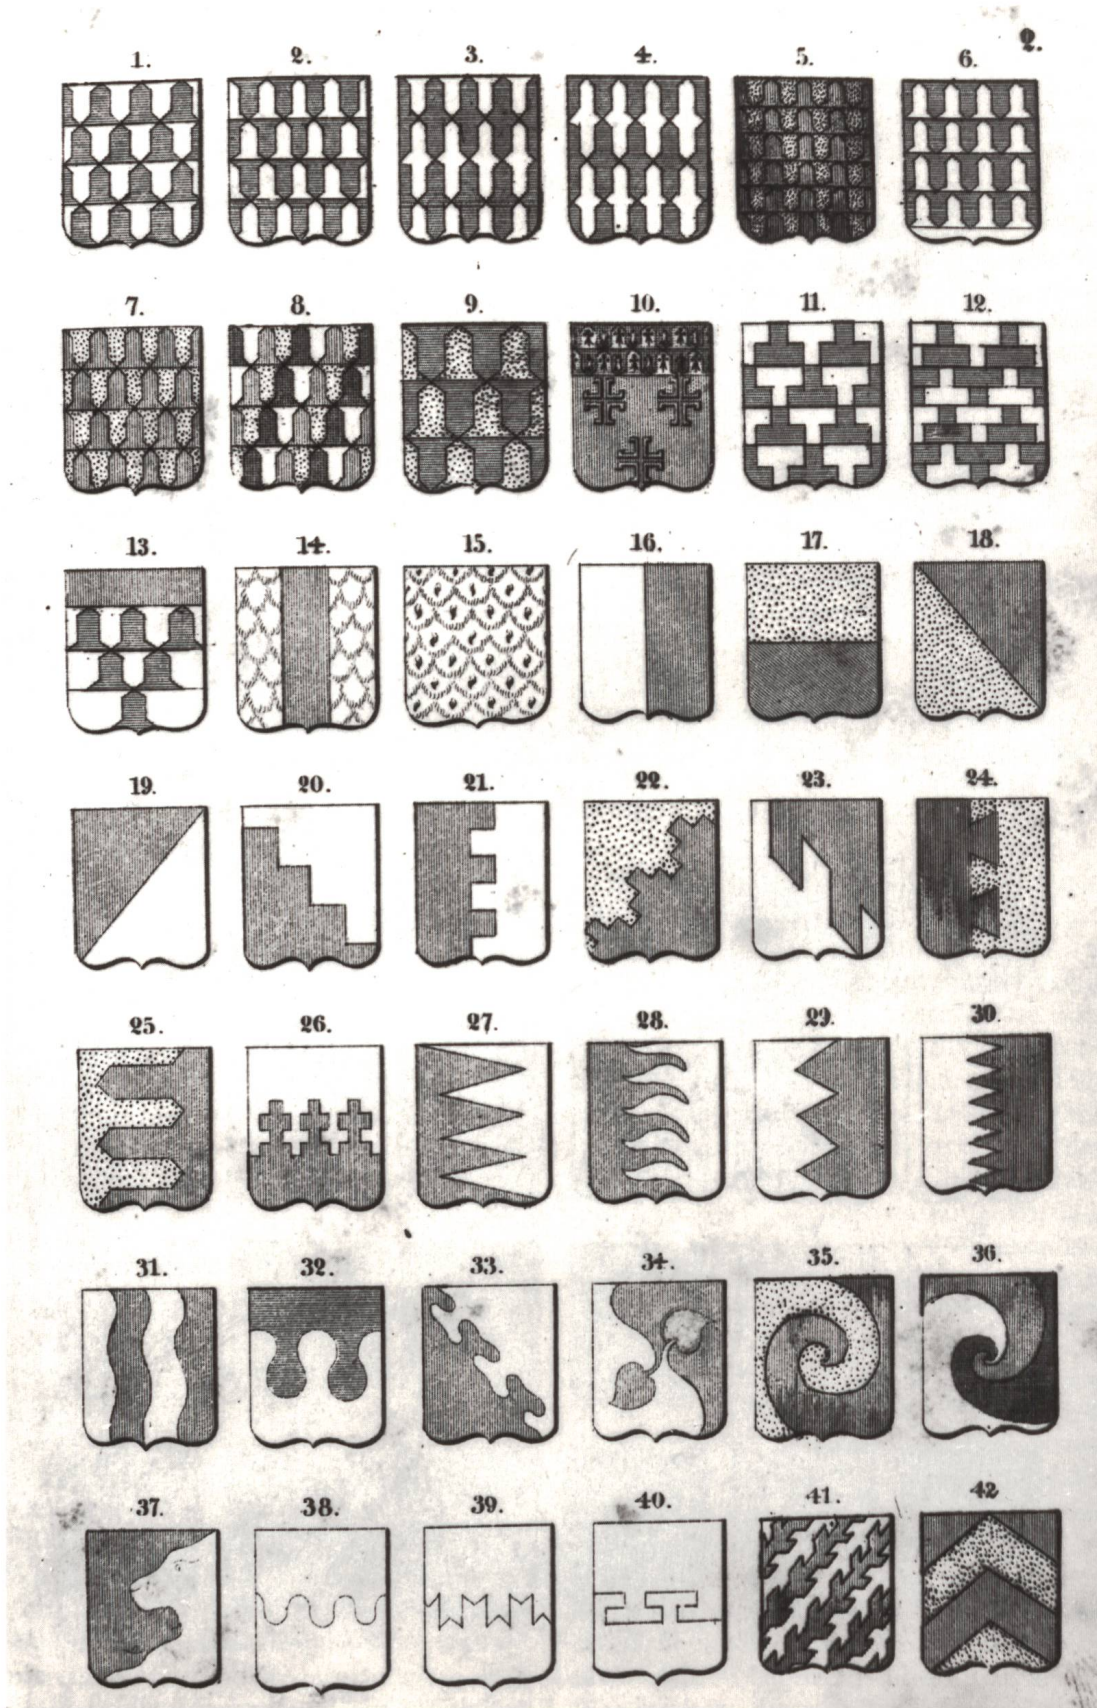 2.
1. 2. 3. 4. 5. 6.
7. 8. 9. 10. 11. 12.
13. 14. 15. 16. 17. 18.
19. 20. 21. 22. 23. 24.
25. 26. 27. 28. 29. 30.
31. 32. 33. 34. 35. 36.
37. 38. 39. 40. 41. 42